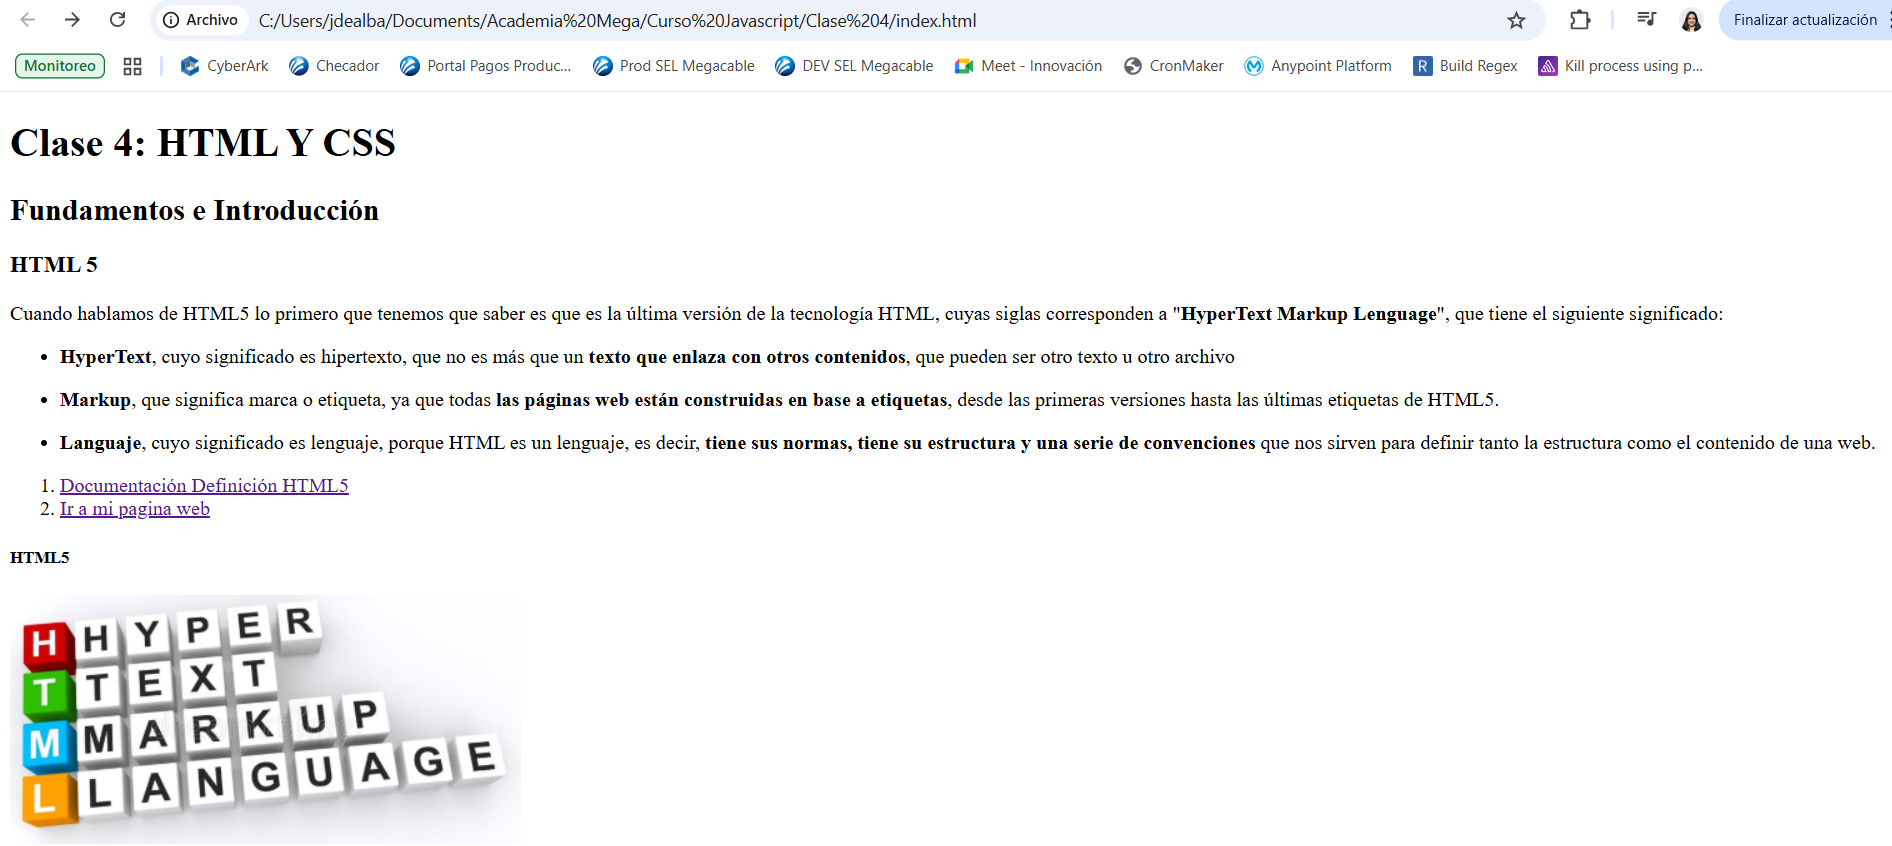 Archivo C:/Users/jdealba/Documents/Academia%20Mega/Curso%20Javascript/Clase%204/index.html Finalizar actualización
Monitoreo CyberArk Checador Portal Pagos Produc... Prod SEL Megacable DEV SEL Megacable Meet - Innovación CronMaker Anypoint Platform R Build Regex Kill process using p...
Clase 4: HTML Y CSS
Fundamentos e Introducción
HTML 5
Cuando hablamos de HTML5 lo primero que tenemos que saber es que es la última versión de la tecnología HTML, cuyas siglas corresponden a "HyperText Markup Lenguage", que tiene el siguiente significado:
• HyperText, cuyo significado es hipertexto, que no es más que un texto que enlaza con otros contenidos, que pueden ser otro texto u otro archivo
• Markup, que significa marca o etiqueta, ya que todas las páginas web están construidas en base a etiquetas, desde las primeras versiones hasta las últimas etiquetas de HTML5.
• Languaje, cuyo significado es lenguaje, porque HTML es un lenguaje, es decir, tiene sus normas, tiene su estructura y una serie de convenciones que nos sirven para definir tanto la estructura como el contenido de una web.
1. Documentación Definición HTML5
2. Ir a mi pagina web
HTML5
H HYPER
T TEXT
M MARKUP
L LANGUAGE